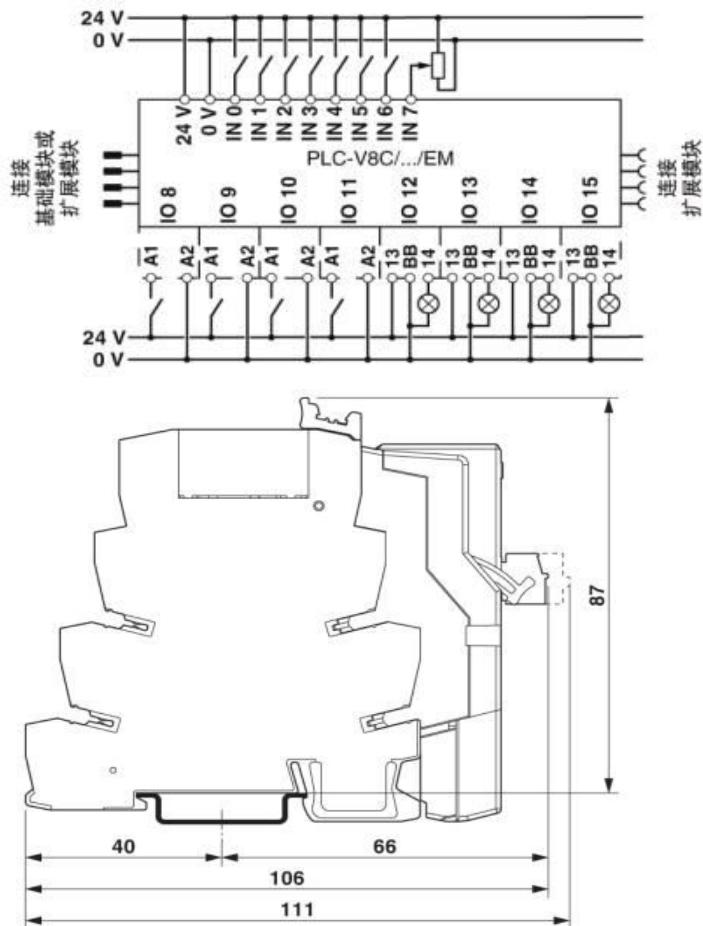 24 V
0 V
24 V
0 V
IN 0
IN 1
IN 2
IN 3
IN 4
IN 5
IN 6
IN 7
PLC-V8C/.../EM
连接
基础模块或
扩展模块
连接
扩展模块
IO 8
IO 9
IO 10
IO 11
IO 12
IO 13
IO 14
IO 15
A1
A2
A1
A2
A1
A2
A1
A2
13
BB
14
13
BB
14
13
BB
14
13
BB
14
24 V
0 V
87
40
66
106
111